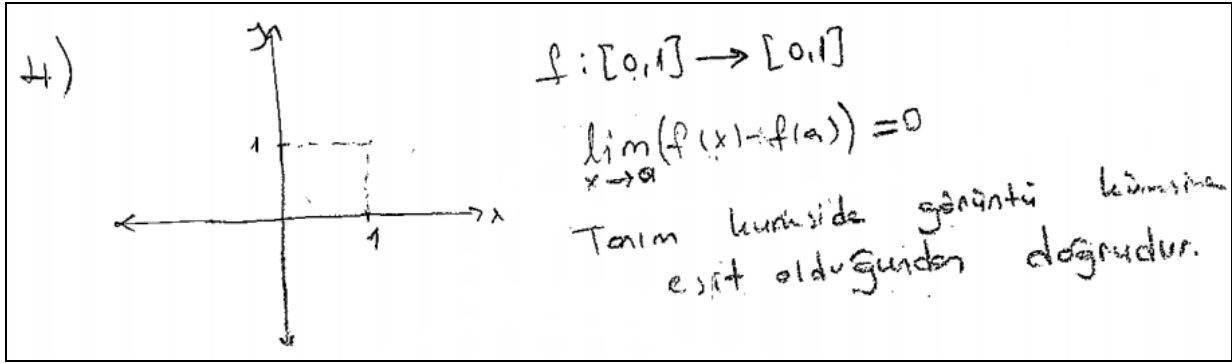 4)
y
1
1
x
f : [0,1] → [0,1]
lim (f(x)-f(a)) = 0
x→a
Tanım kümeside görüntü kümesine
eşit olduğundan doğrudur.